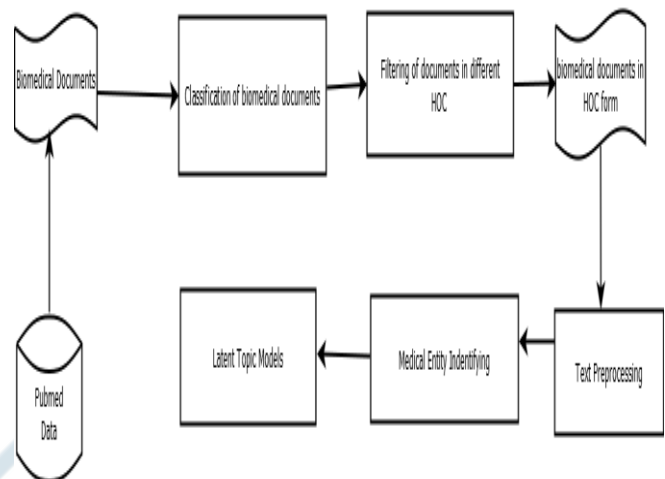 Biomedical Documents
Classification of biomedical documents
Filtering of documents in different
HOC
biomedical documents in
HOC form
Latent Topic Models
Medical Entity Indentifying
Text Preprocessing
Pubmed
Data